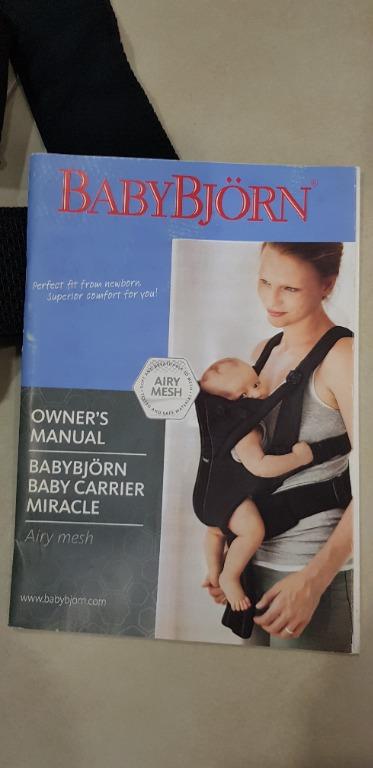 BABYBJÖRN®
Perfect fit from newborn.
Superior comfort for you!
AIRY
MESH
OWNER'S
MANUAL
BABYBJÖRN
BABY CARRIER
MIRACLE
Airy mesh
www.babybjorn.com